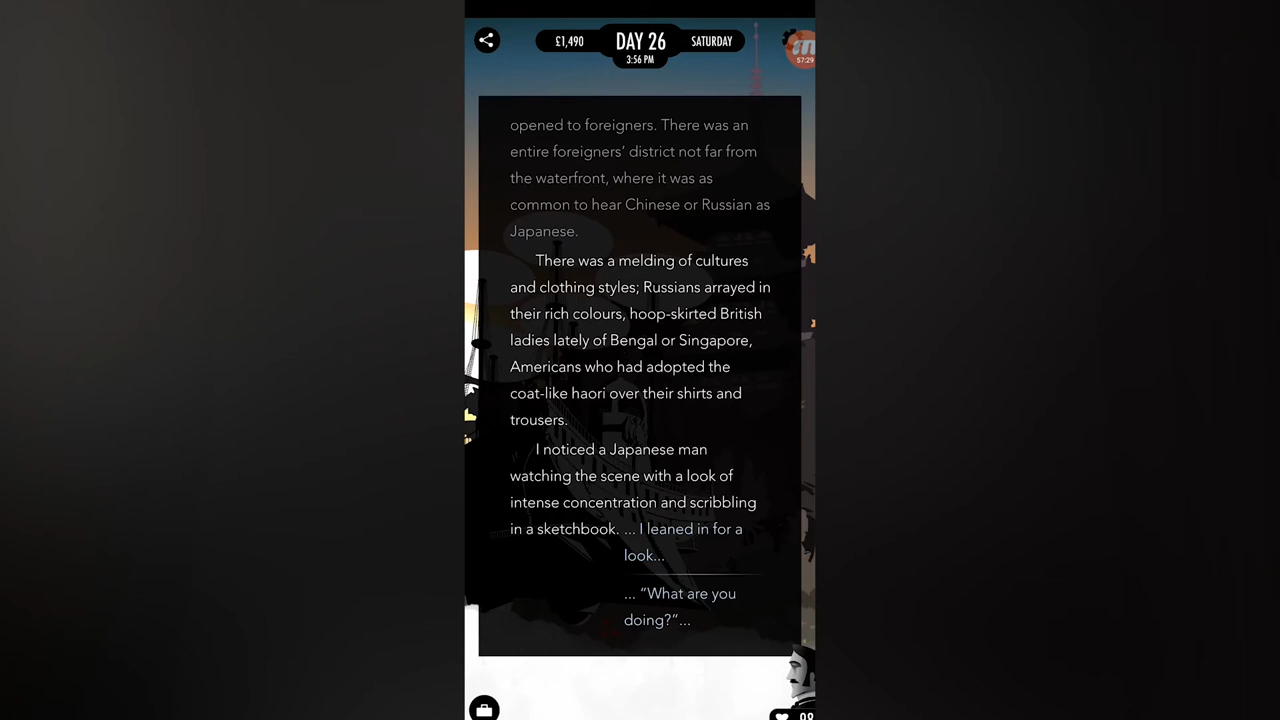 £1,490
DAY 26
SATURDAY
3:56 PM
57:29
opened to foreigners. There was an
entire foreigners’ district not far from
the waterfront, where it was as
common to hear Chinese or Russian as
Japanese.
There was a melding of cultures
and clothing styles; Russians arrayed in
their rich colours, hoop-skirted British
ladies lately of Bengal or Singapore,
Americans who had adopted the
coat-like haori over their shirts and
trousers.
I noticed a Japanese man
watching the scene with a look of
intense concentration and scribbling
in a sketchbook. ... I leaned in for a
look...
... “What are you
doing?”...